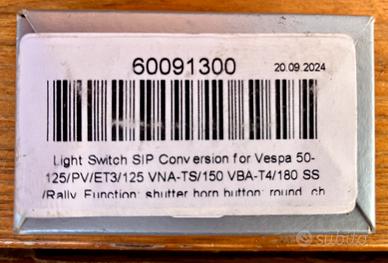 60091300
20.09.2024
Light Switch SIP Conversion for Vespa 50-
125/PV/ET3/125 VNA-TS/150 VBA-T4/180 SS
/Rally, Function: shutter horn button: round, ch
subito